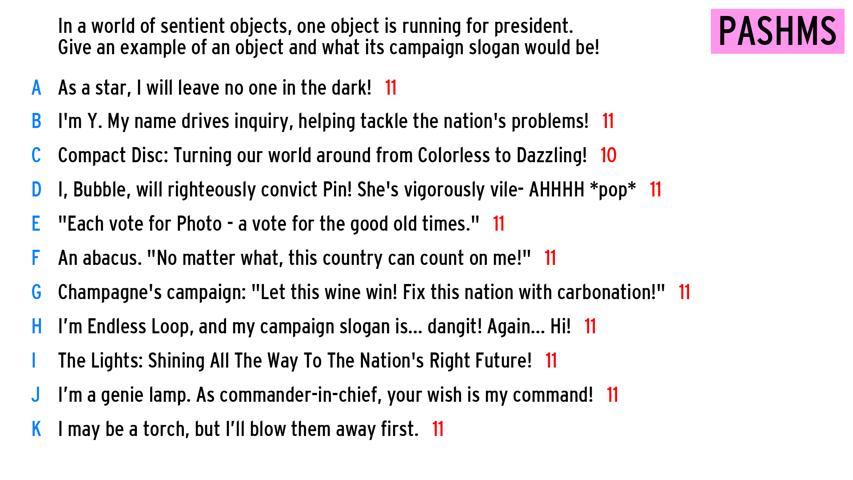 In a world of sentient objects, one object is running for president.
Give an example of an object and what its campaign slogan would be!
PASHMS
A As a star, I will leave no one in the dark! 11
B I'm Y. My name drives inquiry, helping tackle the nation's problems! 11
C Compact Disc: Turning our world around from Colorless to Dazzling! 10
D I, Bubble, will righteously convict Pin! She's vigorously vile- AHHHH *pop* 11
E "Each vote for Photo - a vote for the good old times." 11
F An abacus. "No matter what, this country can count on me!" 11
G Champagne's campaign: "Let this wine win! Fix this nation with carbonation!" 11
H I’m Endless Loop, and my campaign slogan is... dangit! Again... Hi! 11
I The Lights: Shining All The Way To The Nation's Right Future! 11
J I’m a genie lamp. As commander-in-chief, your wish is my command! 11
K I may be a torch, but I’ll blow them away first. 11